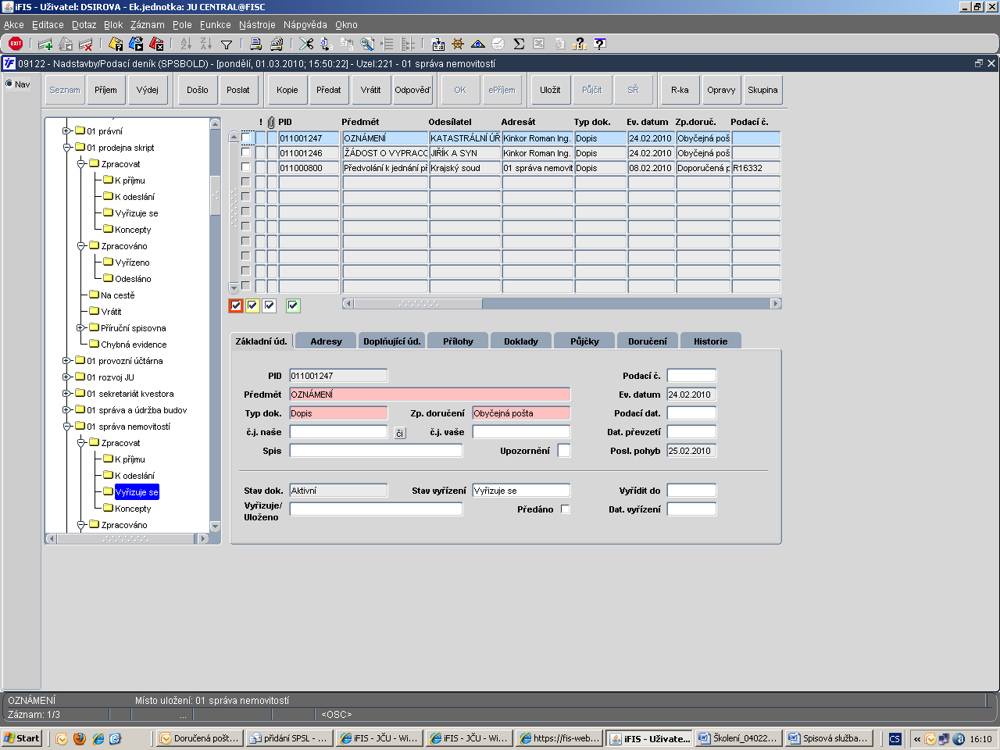 iFIS - Uživatel: DSIROVA - Ek.jednotka: JU CENTRAL@FISC
Akce Editace Dotaz Blok Záznam Pole Funkce Nástroje Nápověda Okno
EXIT
09122 - Nadstavby/Podací deník (SPSBOLD) - [pondělí, 01.03.2010; 15:50:22] - Uzel:221 - 01 správa nemovitostí
Nav
Seznam Příjem Výdej Došlo Poslat Kopie Předat Vrátit Odpověď OK ePříjem Uložit Půjčit SŘ R-ka Opravy Skupina
01 právní
01 prodejna skript
Zpracovat
K příjmu
K odeslání
Vyřizuje se
Koncepty
Zpracováno
Vyřízeno
Odesláno
Na cestě
Vrátit
Příruční spisovna
Chybná evidence
01 provozní účtárna
01 rozvoj JU
01 sekretariát kvestora
01 správa a údržba budov
01 správa nemovitostí
Zpracovat
K příjmu
K odeslání
Vyřizuje se
Koncepty
Zpracováno
! PID Předmět Odesílatel Adresát Typ dok. Ev. datum Zp.doruč. Podací č.
011001247 OZNÁMENÍ KATASTRÁLNÍ ÚŘ Kinkor Roman Ing. Dopis 24.02.2010 Obyčejná poš
011001246 ŽÁDOST O VYPRACO JIŘÍK A SYN Kinkor Roman Ing. Dopis 24.02.2010 Obyčejná poš
011000800 Předvolání k jednání př Krajský soud 01 správa nemovit Dopis 08.02.2010 Doporučená p R16332
Základní úd. Adresy Doplňující úd. Přílohy Doklady Půjčky Doručení Historie
PID 011001247 Podací č.
Předmět OZNÁMENÍ Ev. datum 24.02.2010
Typ dok. Dopis Zp. doručení Obyčejná pošta Podací dat.
č.j. naše či č.j. vaše Dat. převzetí
Spis Upozornění Posl. pohyb 25.02.2010
Stav dok. Aktivní Stav vyřízení Vyřizuje se Vyřídit do
Vyřizuje/
Uloženo Předáno Dat. vyřízení
OZNÁMENÍ Místo uložení: 01 správa nemovitostí
Záznam: 1/3 ... <OSC>
Start Doručená pošt... přidání SPSL - ... iFIS - JČU - Wi... iFIS - JČU - Wi... https://fis-web... iFIS - Uživate... Školení_04022... Spisová služba... CS « 16:10